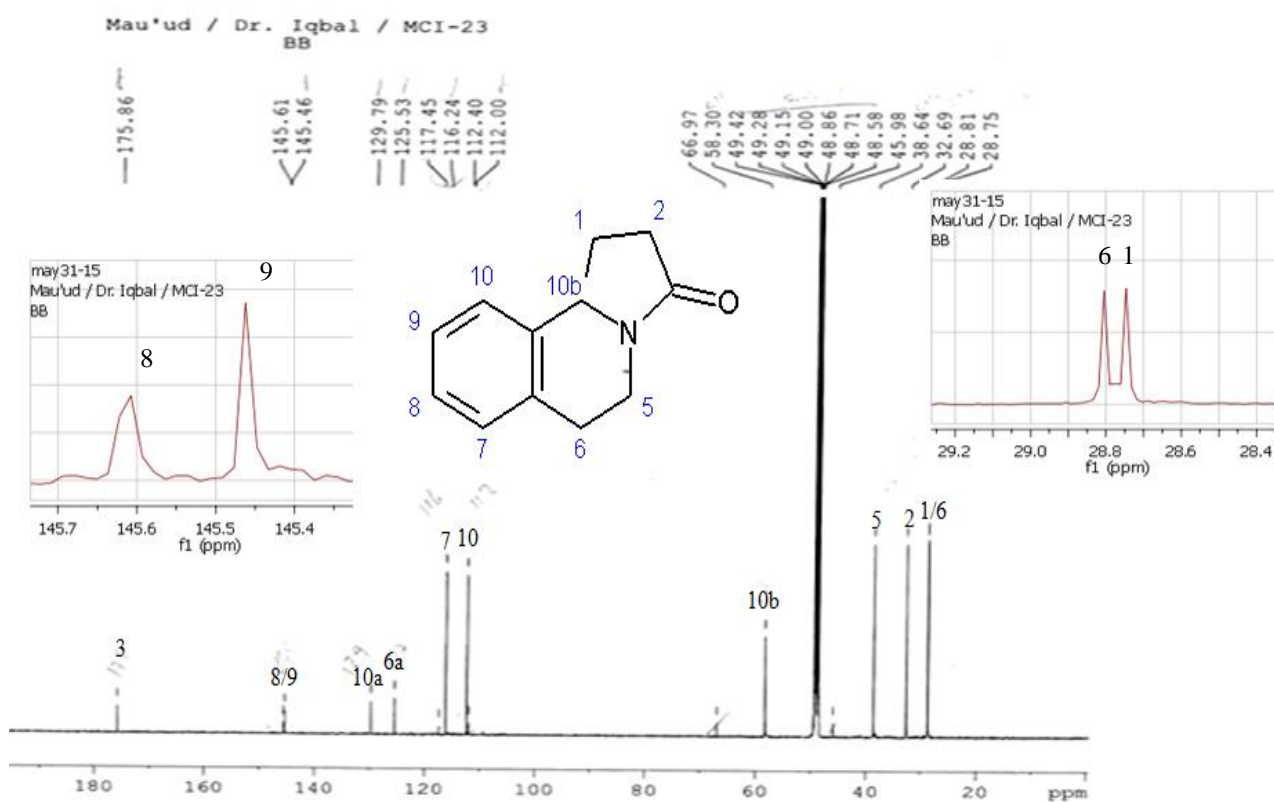 Mau'ud / Dr. Iqbal / MCI-23
BB
175.86
145.61
145.46
129.79
125.53
117.45
116.24
112.40
112.00
66.97
58.30
49.42
49.28
49.15
49.00
48.86
48.71
48.58
45.98
38.64
32.69
28.81
28.75
may31-15
Mau'ud / Dr. Iqbal / MCI-23
BB
8
9
145.7 145.6 145.5 145.4
f1 (ppm)
1
2
10b
10
9
8
7
6
5
N
O
may31-15
Mau'ud / Dr. Iqbal / MCI-23
BB
6 1
29.2 29.0 28.8 28.6 28.4
f1 (ppm)
116
112
3
8/9
129
10a
6a
7
10
10b
5
2
1/6
180 160 140 120 100 80 60 40 20 ppm